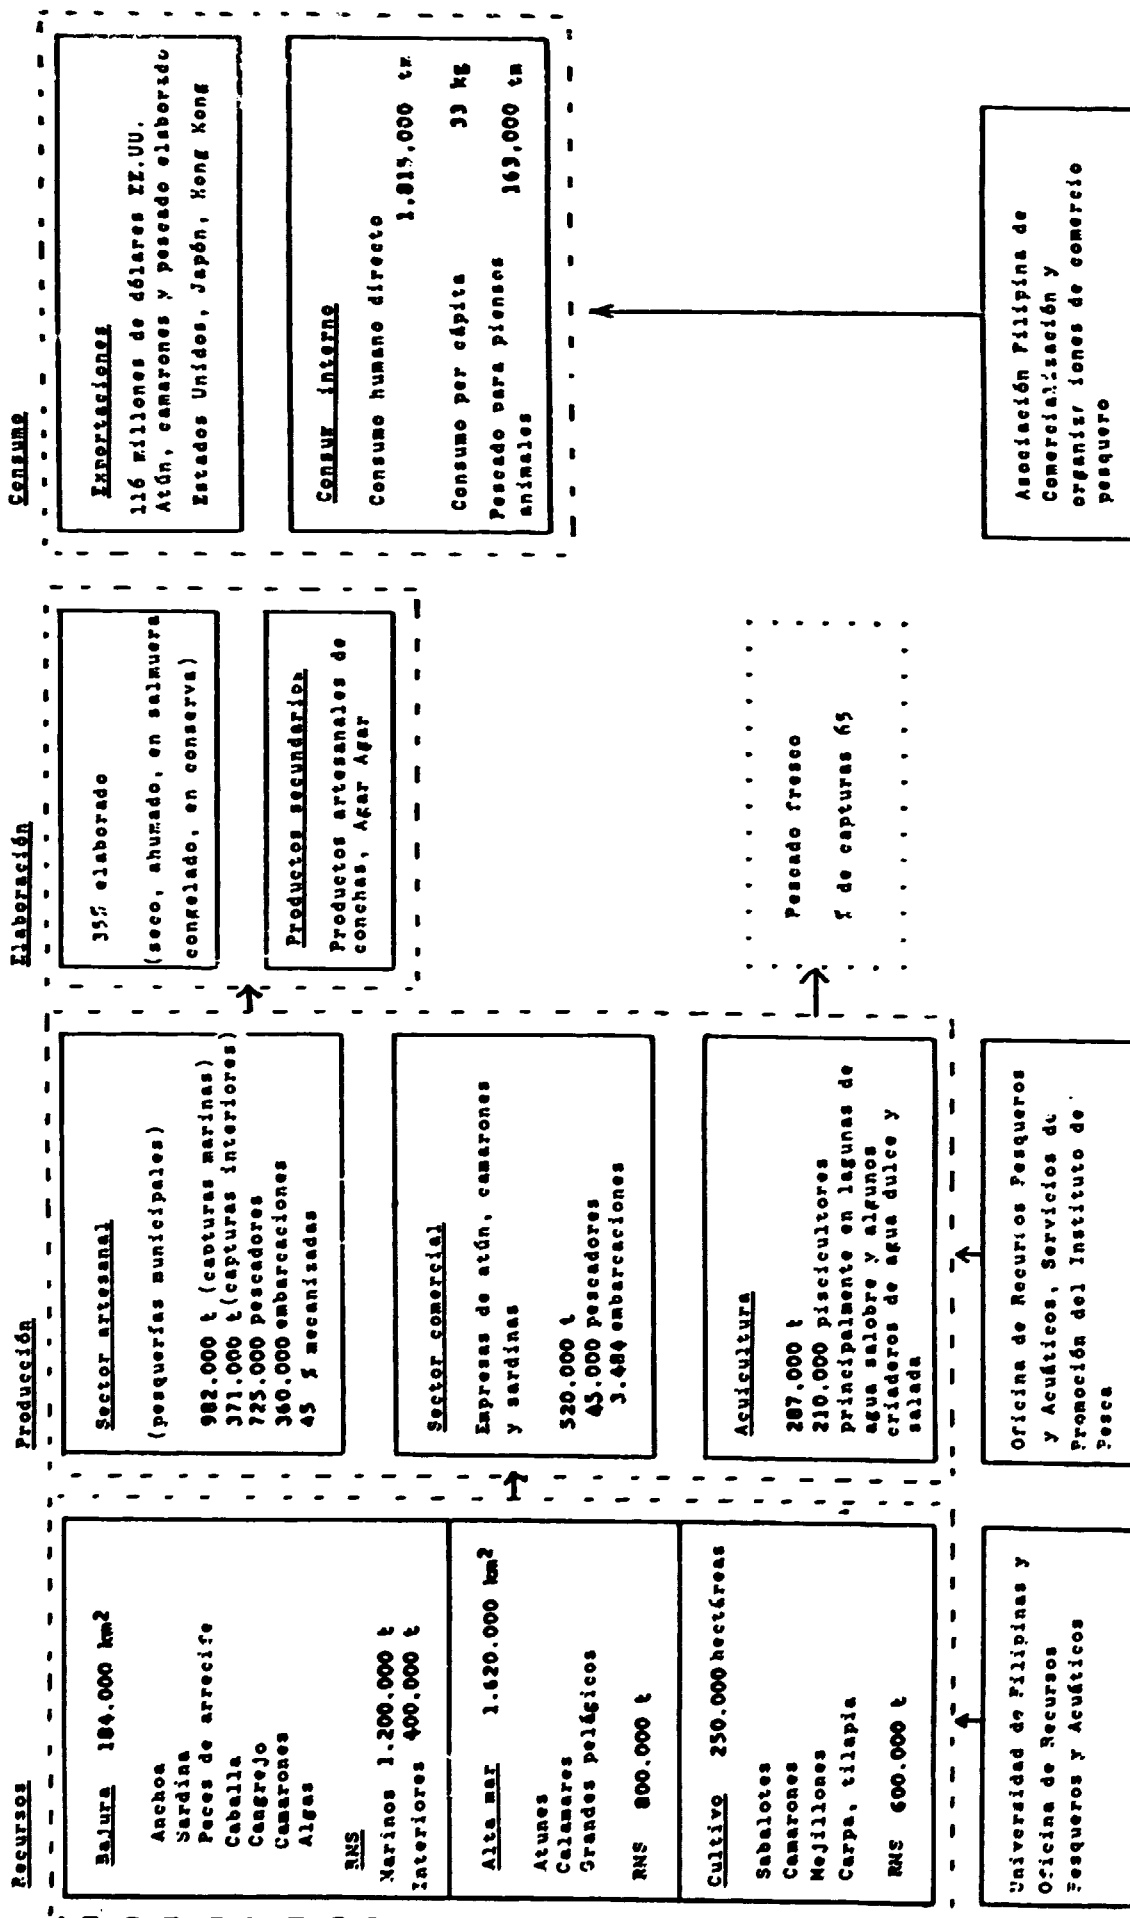 Recursos
Bajura 184.000 km²
Anchoa
Sardina
Peces de arrecife
Caballa
Cangrejo
Camarones
Algas
RNS
Marinos 1.200.000 t
Interiores 400.000 t
Alta mar 1.620.000 km²
Atunes
Calamares
Grandes pelágicos
RNS 800.000 t
Cultivo 250.000 hectáreas
Sabalotes
Camarones
Mejillones
Carpa, tilapia
RNS 600.000 t
Universidad de Filipinas y
Oficina de Recursos
Pesqueros y Acuáticos
Producción
Sector artesanal
(pesquerías municipales)
982.000 t (capturas marinas)
371.000 t (capturas interiores)
725.000 pescadores
360.000 embarcaciones
45 % mecanizadas
Sector comercial
Empresas de atún, camarones
y sardinas
520.000 t
45.000 pescadores
3.484 embarcaciones
Acuicultura
287.000 t
210.000 piscicultores
principalmente en lagunas de
agua salobre y algunos
criaderos de agua dulce y
salada
Oficina de Recursos Pesqueros
y Acuáticos, Servicios de
Promoción del Instituto de
Pesca
Elaboración
35% elaborado
(seco, ahumado, en salmuera
congelado, en conserva)
Productos secundarios
Productos artesanales de
conchas, Agar Agar
Pescado fresco
% de capturas 65
Consumo
Exportaciones
116 millones de dólares EE.UU.
Atún, camarones y pescado elaborido
Estados Unidos, Japón, Hong Kong
Consum interno
Consumo humano directo
1,815,000 tm
Consumo per cápita 33 kg
Pescado para piensos
animales 163,000 tm
Asociación Filipina de
Comercialización y
organiz iones de comercio
pesquero